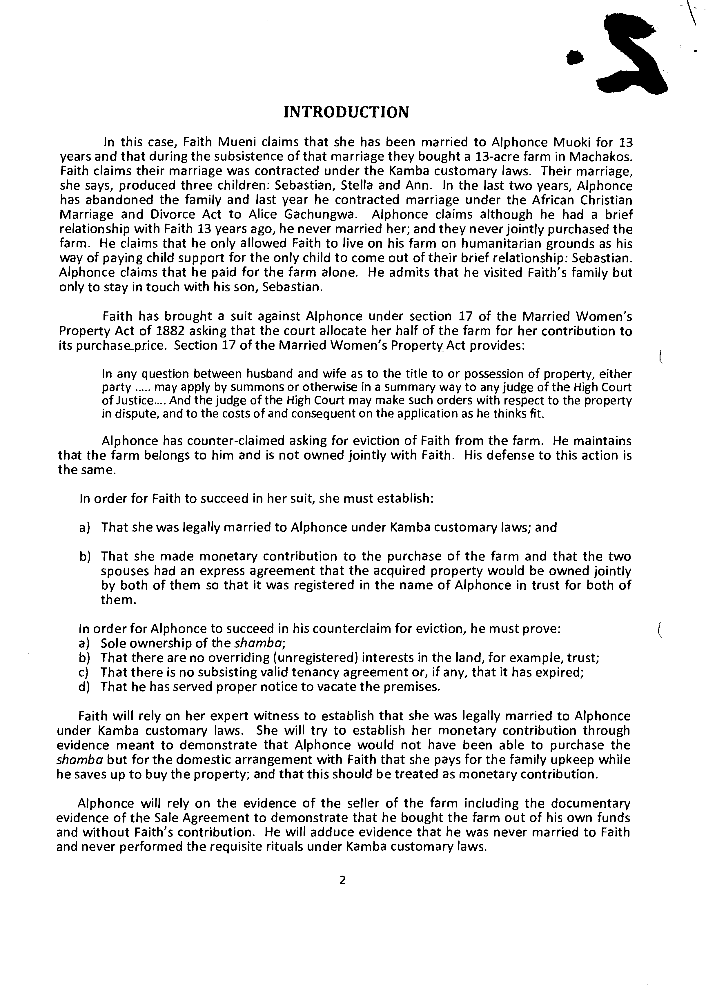 2.
INTRODUCTION
In this case, Faith Mueni claims that she has been married to Alphonce Muoki for 13
years and that during the subsistence of that marriage they bought a 13-acre farm in Machakos.
Faith claims their marriage was contracted under the Kamba customary laws. Their marriage,
she says, produced three children: Sebastian, Stella and Ann. In the last two years, Alphonce
has abandoned the family and last year he contracted marriage under the African Christian
Marriage and Divorce Act to Alice Gachungwa. Alphonce claims although he had a brief
relationship with Faith 13 years ago, he never married her; and they never jointly purchased the
farm. He claims that he only allowed Faith to live on his farm on humanitarian grounds as his
way of paying child support for the only child to come out of their brief relationship: Sebastian.
Alphonce claims that he paid for the farm alone. He admits that he visited Faith's family but
only to stay in touch with his son, Sebastian.
Faith has brought a suit against Alphonce under section 17 of the Married Women's
Property Act of 1882 asking that the court allocate her half of the farm for her contribution to
its purchase price. Section 17 of the Married Women's Property Act provides:
In any question between husband and wife as to the title to or possession of property, either
party ..... may apply by summons or otherwise in a summary way to any judge of the High Court
of Justice.... And the judge of the High Court may make such orders with respect to the property
in dispute, and to the costs of and consequent on the application as he thinks fit.
Alphonce has counter-claimed asking for eviction of Faith from the farm. He maintains
that the farm belongs to him and is not owned jointly with Faith. His defense to this action is
the same.
In order for Faith to succeed in her suit, she must establish:
a) That she was legally married to Alphonce under Kamba customary laws; and
b) That she made monetary contribution to the purchase of the farm and that the two
spouses had an express agreement that the acquired property would be owned jointly
by both of them so that it was registered in the name of Alphonce in trust for both of
them.
In order for Alphonce to succeed in his counterclaim for eviction, he must prove:
a) Sole ownership of the shamba;
b) That there are no overriding (unregistered) interests in the land, for example, trust;
c) That there is no subsisting valid tenancy agreement or, if any, that it has expired;
d) That he has served proper notice to vacate the premises.
Faith will rely on her expert witness to establish that she was legally married to Alphonce
under Kamba customary laws. She will try to establish her monetary contribution through
evidence meant to demonstrate that Alphonce would not have been able to purchase the
shamba but for the domestic arrangement with Faith that she pays for the family upkeep while
he saves up to buy the property; and that this should be treated as monetary contribution.
Alphonce will rely on the evidence of the seller of the farm including the documentary
evidence of the Sale Agreement to demonstrate that he bought the farm out of his own funds
and without Faith's contribution. He will adduce evidence that he was never married to Faith
and never performed the requisite rituals under Kamba customary laws.
2